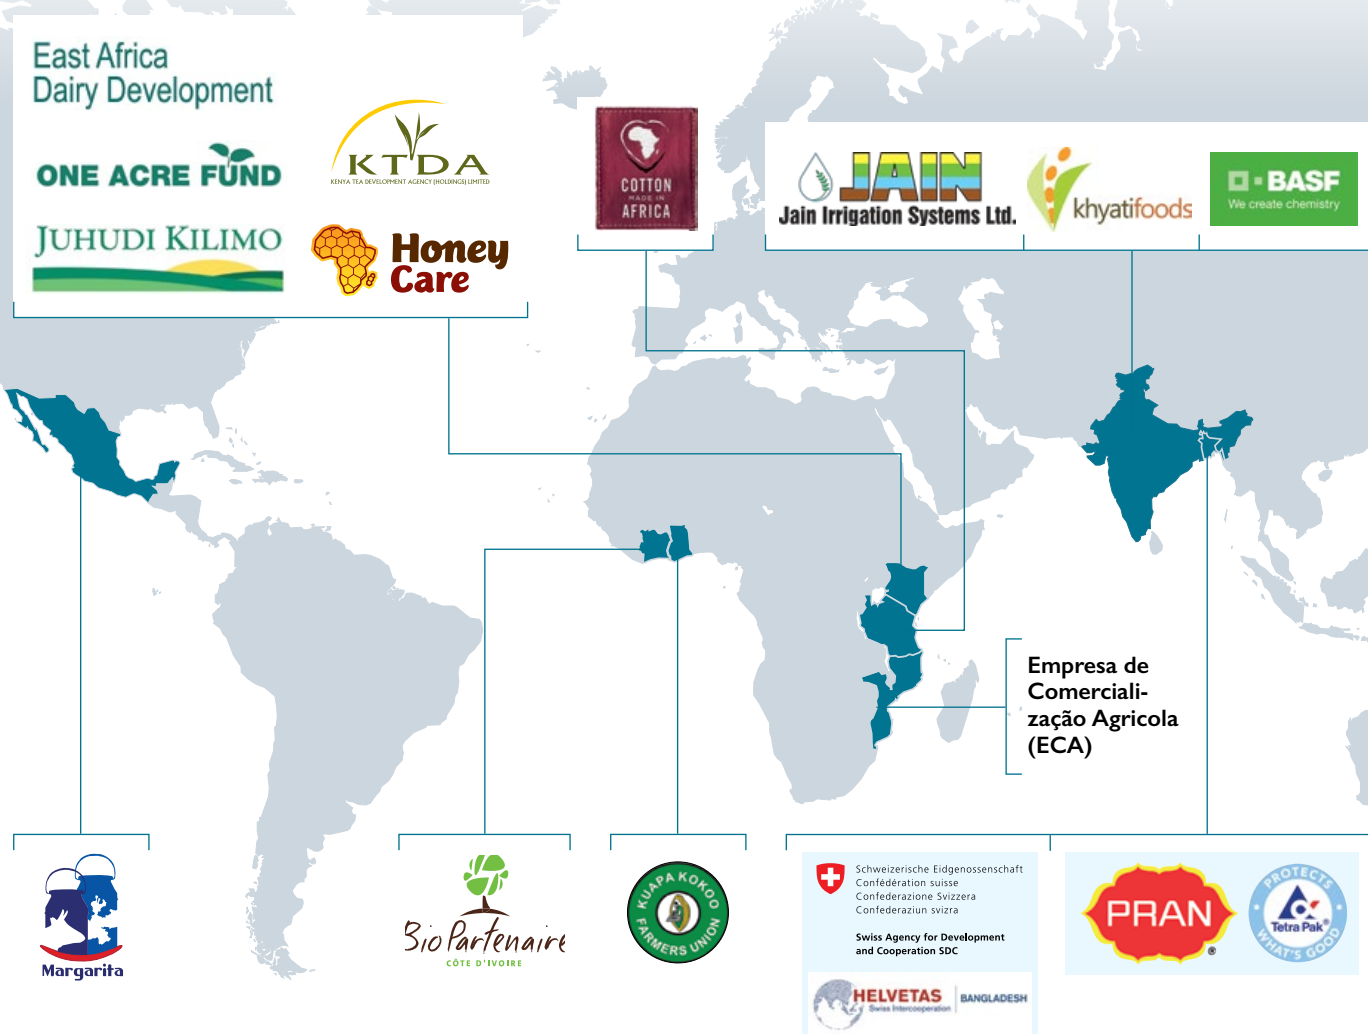 East Africa
Dairy Development
ONE ACRE FUND
JUHUDI KILIMO
KTDA
KENYA TEA DEVELOPMENT AGENCY (HOLDINGS) LIMITED
Honey
Care
COTTON
MADE IN
AFRICA
JAIN
Jain Irrigation Systems Ltd.
khyatifoods
BASF
We create chemistry
Empresa de
Comerciali-
zação Agricola
(ECA)
Margarita
BioPartenaire
CÔTE D'IVOIRE
KUAPA KOKOO
FARMERS UNION
Schweizerische Eidgenossenschaft
Confédération suisse
Confederazione Svizzera
Confederaziun svizra
Swiss Agency for Development
and Cooperation SDC
HELVETAS
Swiss Intercooperation
BANGLADESH
PRAN
®
PROTECTS
Tetra Pak®
WHAT'S GOOD